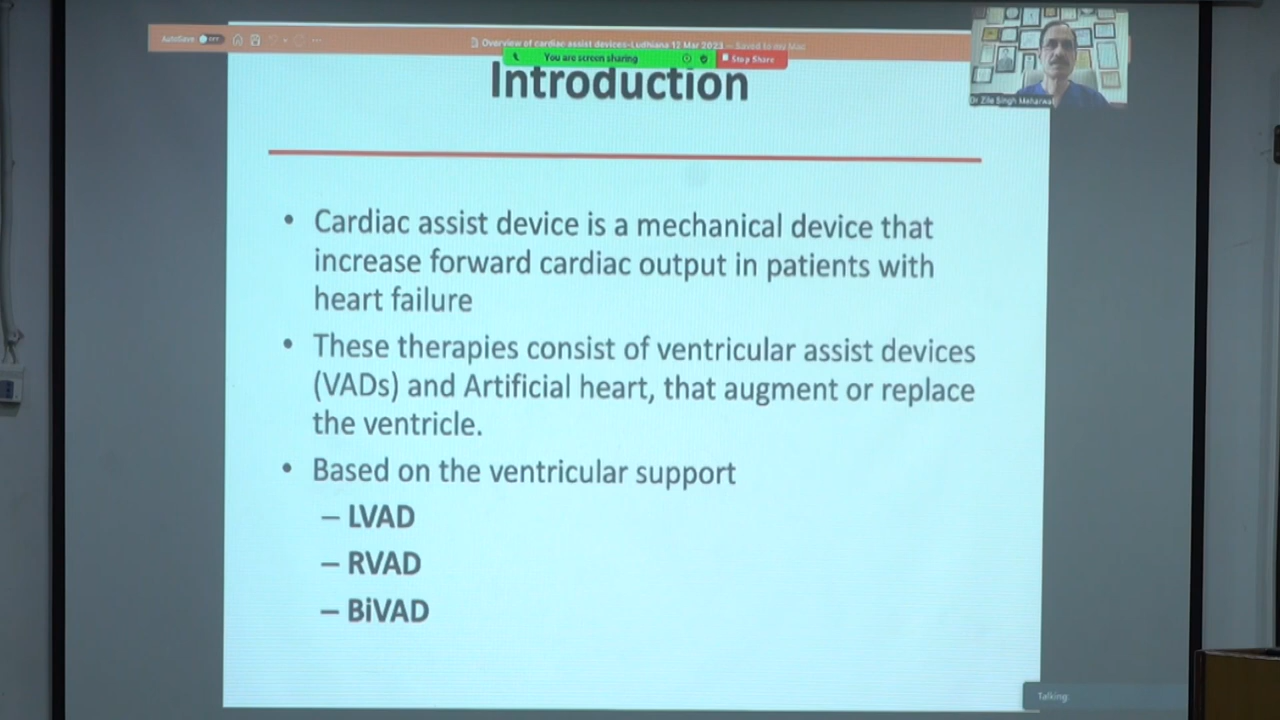 AutoSave OFF
Overview of cardiac assist devices-Ludhiana 12 Mar 2023 — Saved to my Mac
You are screen sharing
Stop Share
Dr Zile Singh Meharwal
Introduction
• Cardiac assist device is a mechanical device that
increase forward cardiac output in patients with
heart failure
• These therapies consist of ventricular assist devices
(VADs) and Artificial heart, that augment or replace
the ventricle.
• Based on the ventricular support
– LVAD
– RVAD
– BiVAD
Talking: